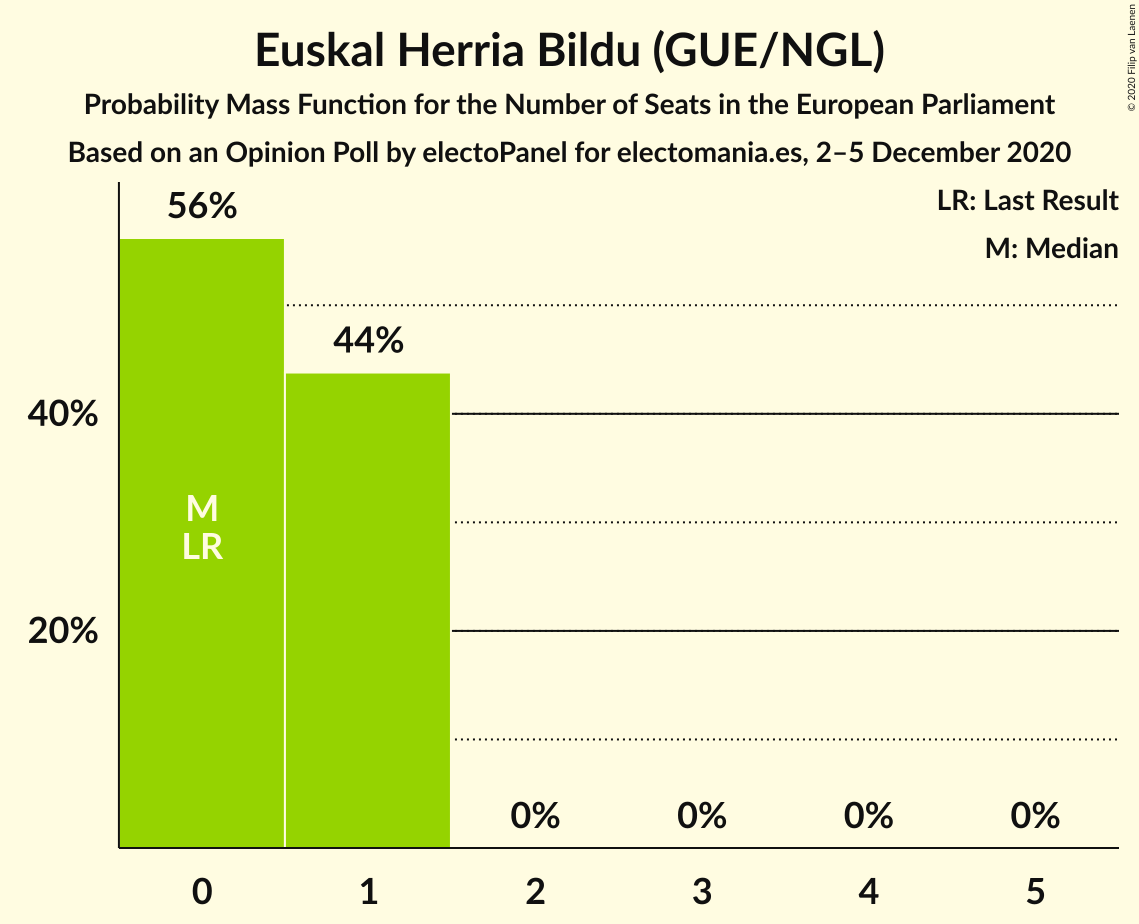 Euskal Herria Bildu (GUE/NGL)
Probability Mass Function for the Number of Seats in the European Parliament
Based on an Opinion Poll by electoPanel for electomania.es, 2–5 December 2020
© 2020 Filip van Laenen
LR: Last Result
M: Median
56%
44%
40%
M
LR
20%
0% 0% 0% 0%
0 1 2 3 4 5